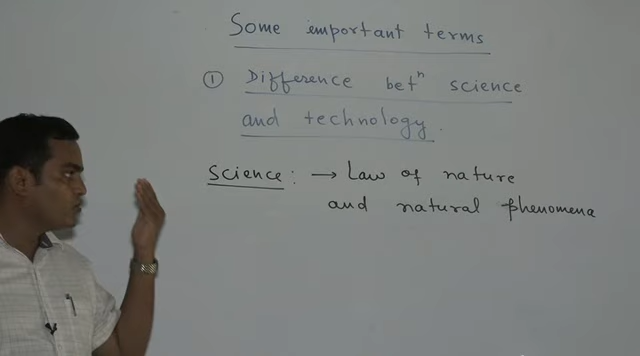 Some important terms
① Difference betⁿ science
and technology.
Science: → Law of nature
and natural phenomena